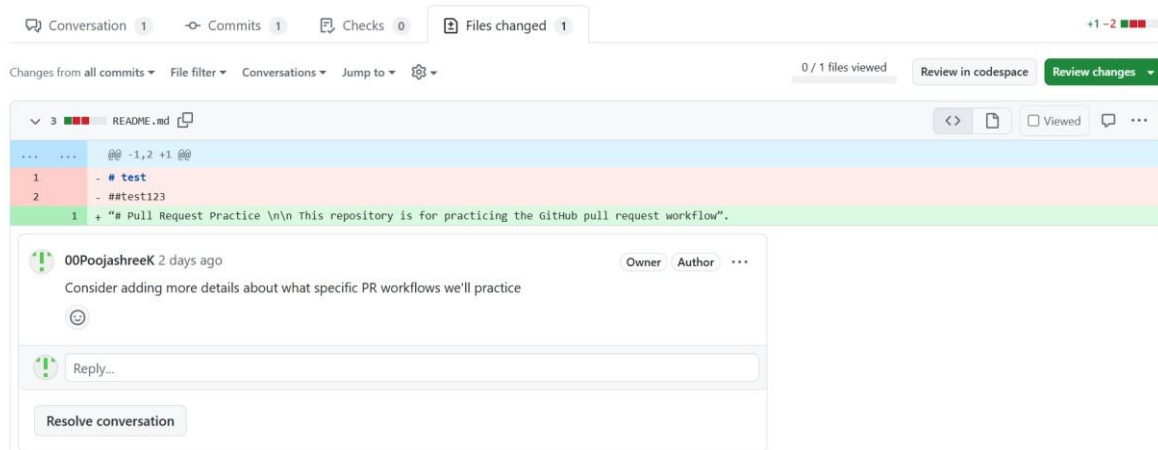 Conversation 1 Commits 1 Checks 0 Files changed 1 +1 −2
Changes from all commits File filter Conversations Jump to 0 / 1 files viewed Review in codespace Review changes
3 README.md <> Viewed ...
... ... @@ -1,2 +1 @@
1 - # test
2 - ##test123
1 + “# Pull Request Practice \n\n This repository is for practicing the GitHub pull request workflow”.
00PoojashreeK 2 days ago Owner Author ...
Consider adding more details about what specific PR workflows we'll practice
Reply...
Resolve conversation